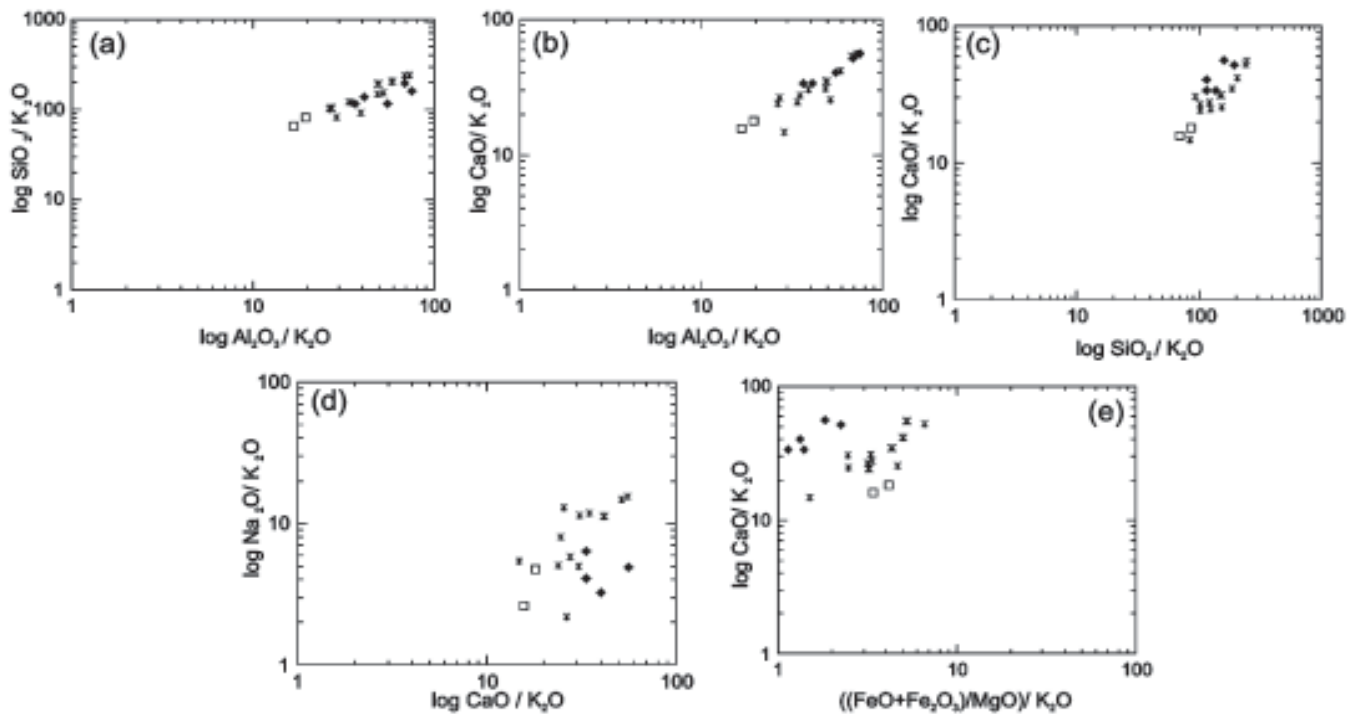 1000
(a)
100
10
1
1
10
100
log SiO₂/ K₂O
log Al₂O₃ / K₂O
100
(b)
10
1
1
10
100
log CaO/ K₂O
log Al₂O₃ / K₂O
100
(c)
10
1
1
10
100
1000
log CaO/ K₂O
log SiO₂ / K₂O
100
(d)
10
1
1
10
100
log Na₂O/ K₂O
log CaO / K₂O
100
(e)
10
1
1
10
100
log CaO/ K₂O
((FeO+Fe₂O₃)/MgO)/ K₂O